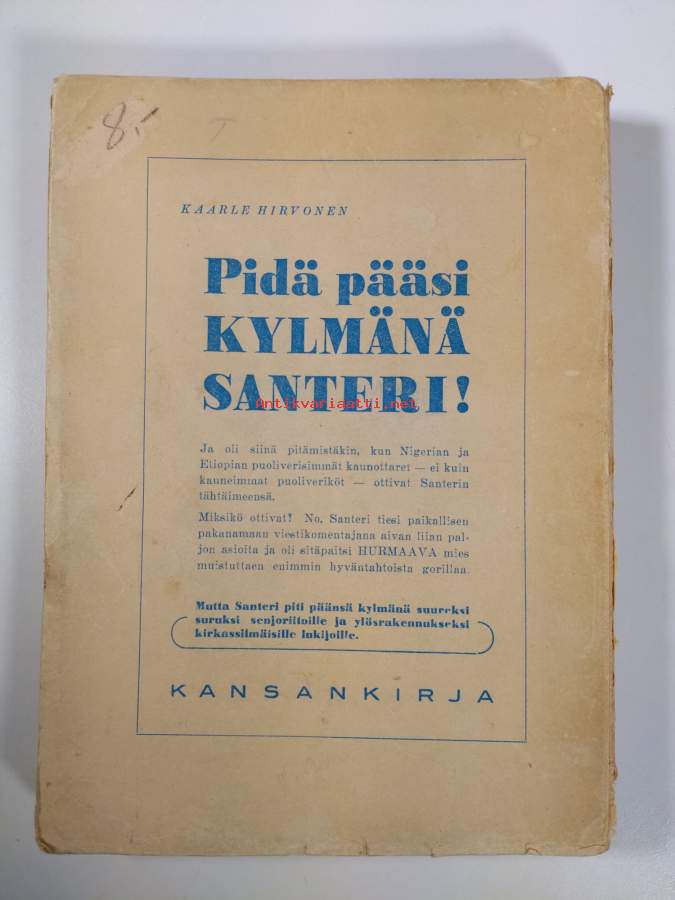 8:-
KAARLE HIRVONEN
Pidä pääsi
KYLMÄNÄ
SANTERI!
Antikvariaatti.net
Ja oli siinä pitämistäkin, kun Nigerian ja
Etiopian puoliverisimmät kaunottaret — ei kuin
kauneimmat puoliveriköt — ottivat Santerin
tähtäimeensä.
Miksikö ottivat? No, Santeri tiesi paikallisen
pakanamaan viestikomentajana aivan liian pal-
jon asioita ja oli sitäpaitsi HURMAAVA mies
muistuttaen enimmin hyväntahtoista gorillaa.
Mutta Santeri piti päänsä kylmänä suureksi
suruksi senjoriitoille ja ylösrakennukseksi
kirkassilmäisille lukijoille.
KANSANKIRJA